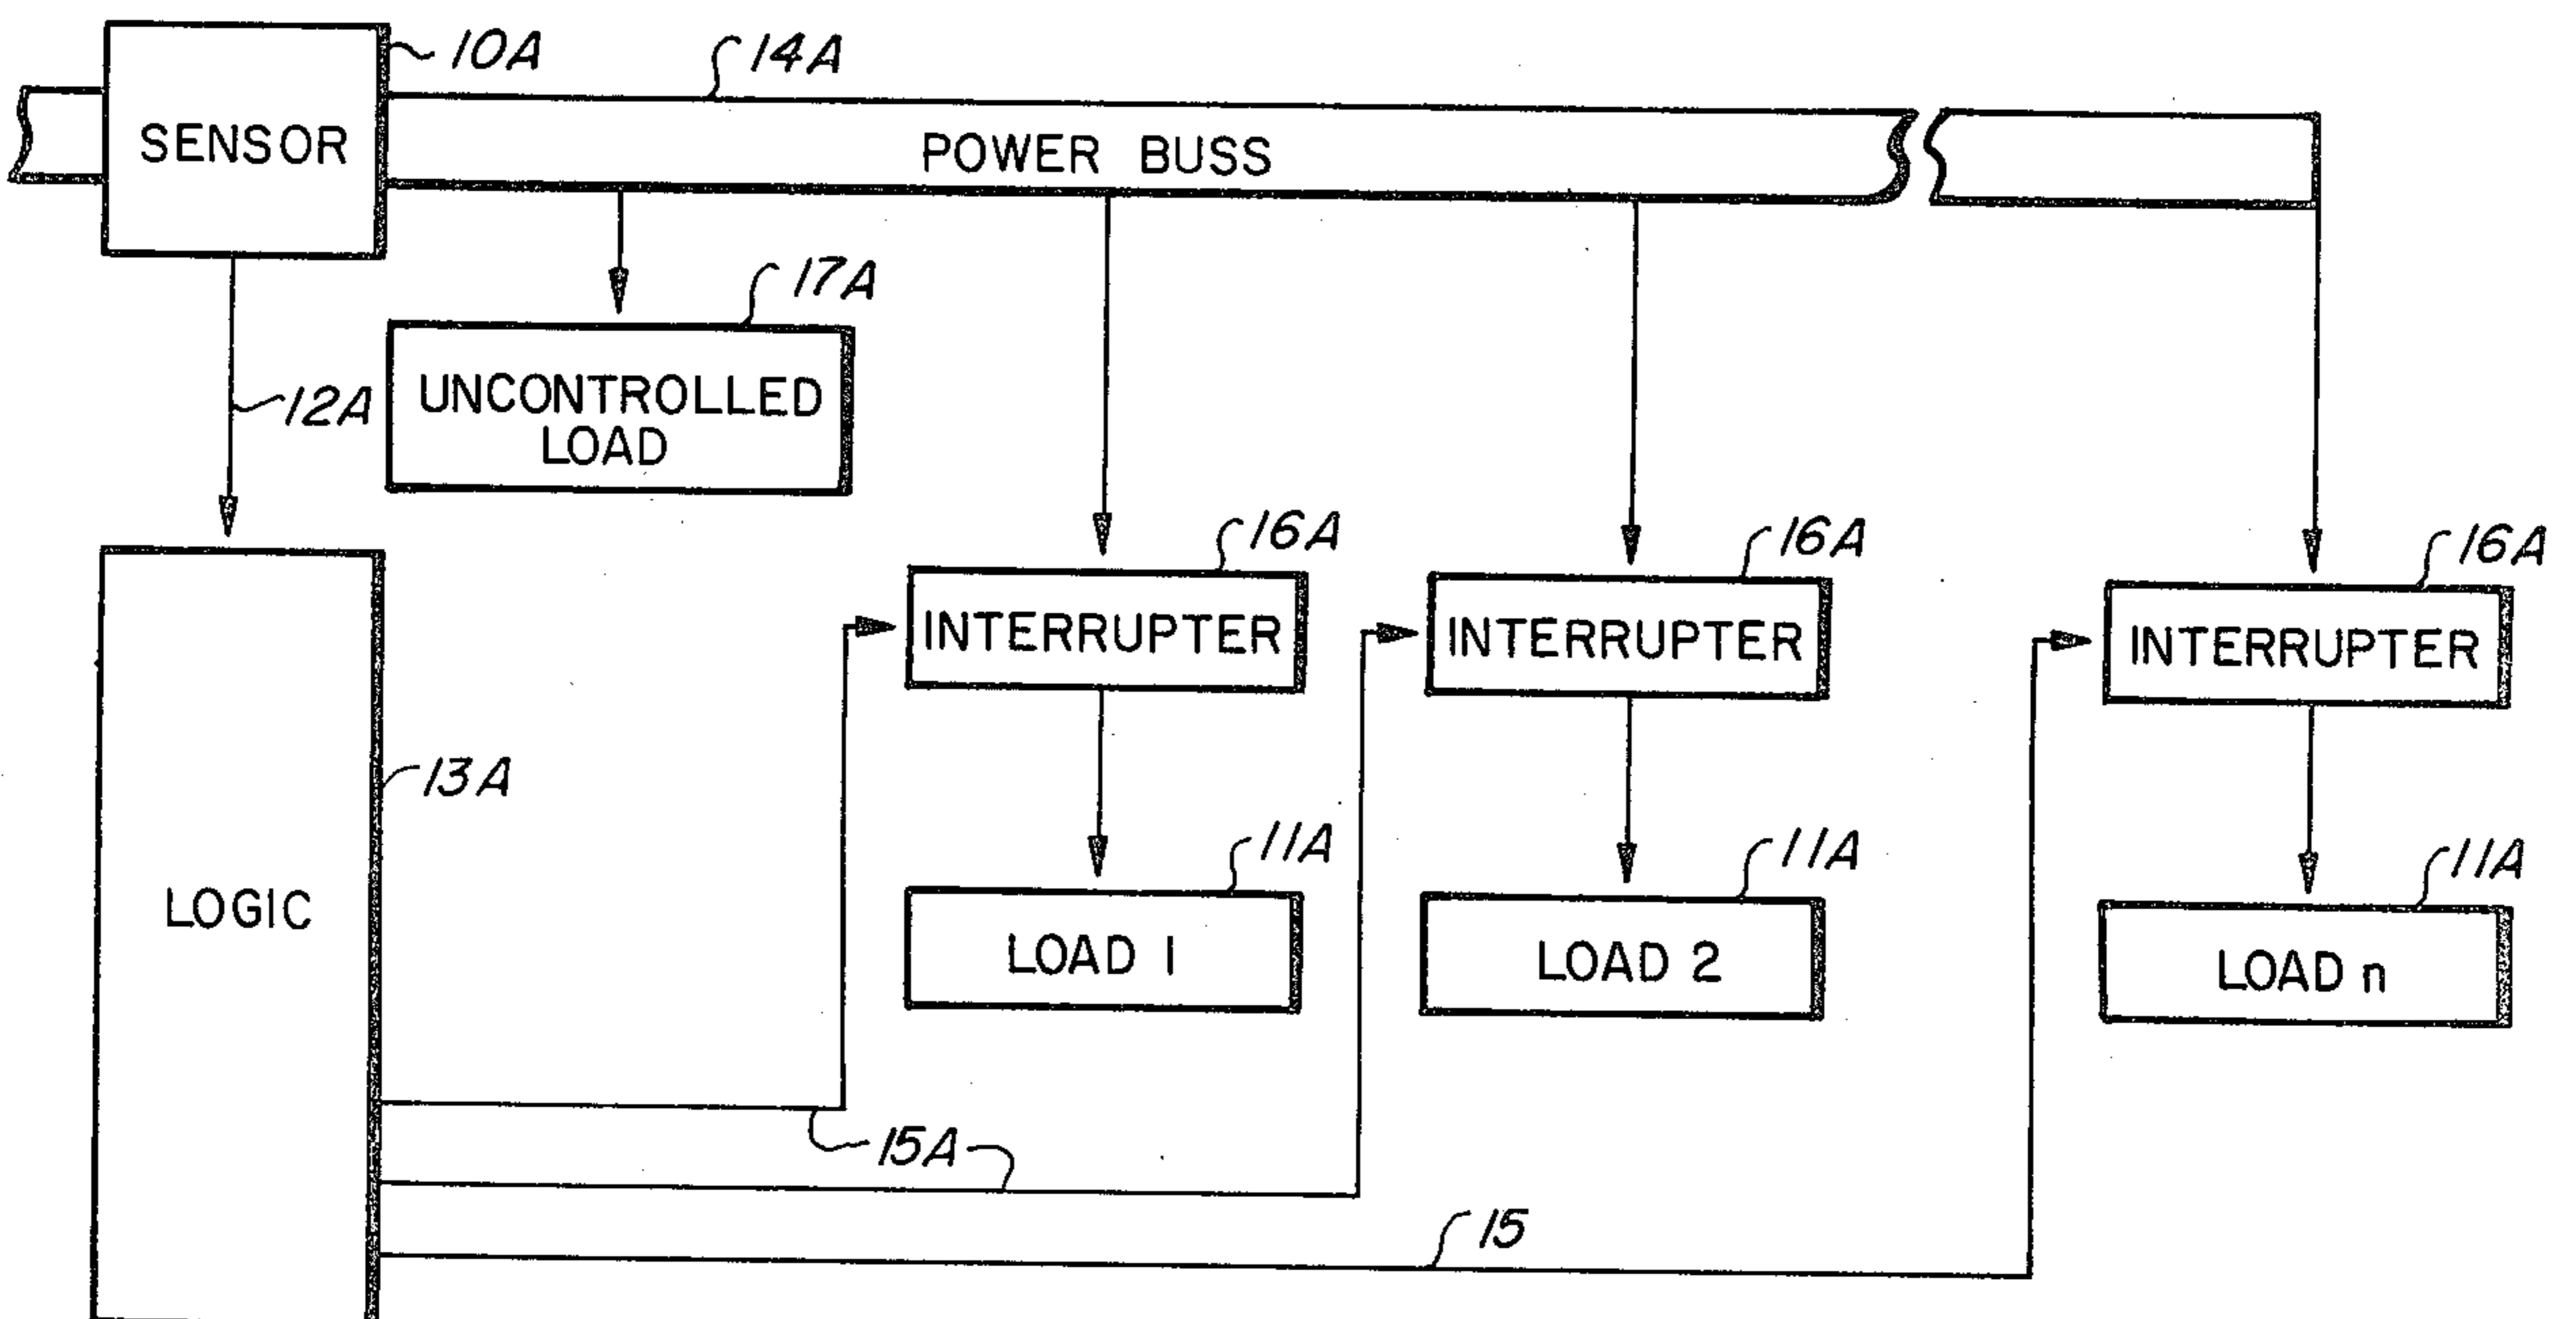 10A
14A
SENSOR
POWER BUSS
17A
12A
UNCONTROLLED
LOAD
16A
16A
16A
INTERRUPTER
INTERRUPTER
INTERRUPTER
13A
11A
11A
11A
LOGIC
LOAD 1
LOAD 2
LOAD n
15A
15